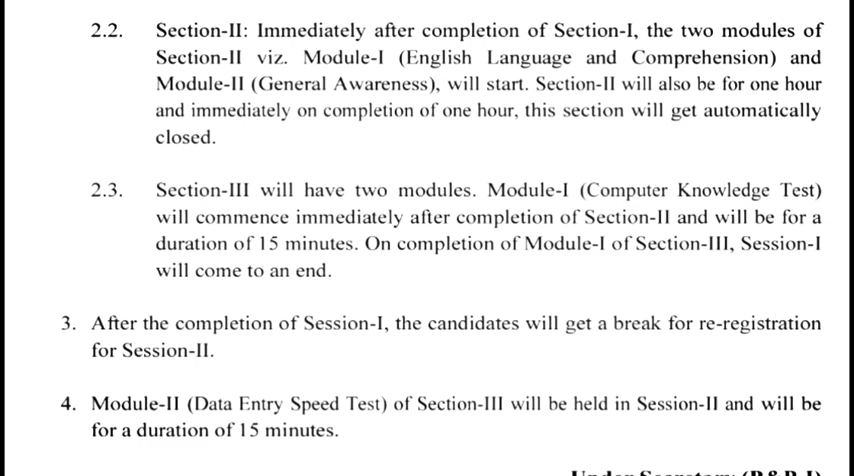 2.2. Section-II: Immediately after completion of Section-I, the two modules of
Section-II viz. Module-I (English Language and Comprehension) and
Module-II (General Awareness), will start. Section-II will also be for one hour
and immediately on completion of one hour, this section will get automatically
closed.
2.3. Section-III will have two modules. Module-I (Computer Knowledge Test)
will commence immediately after completion of Section-II and will be for a
duration of 15 minutes. On completion of Module-I of Section-III, Session-I
will come to an end.
3. After the completion of Session-I, the candidates will get a break for re-registration
for Session-II.
4. Module-II (Data Entry Speed Test) of Section-III will be held in Session-II and will be
for a duration of 15 minutes.